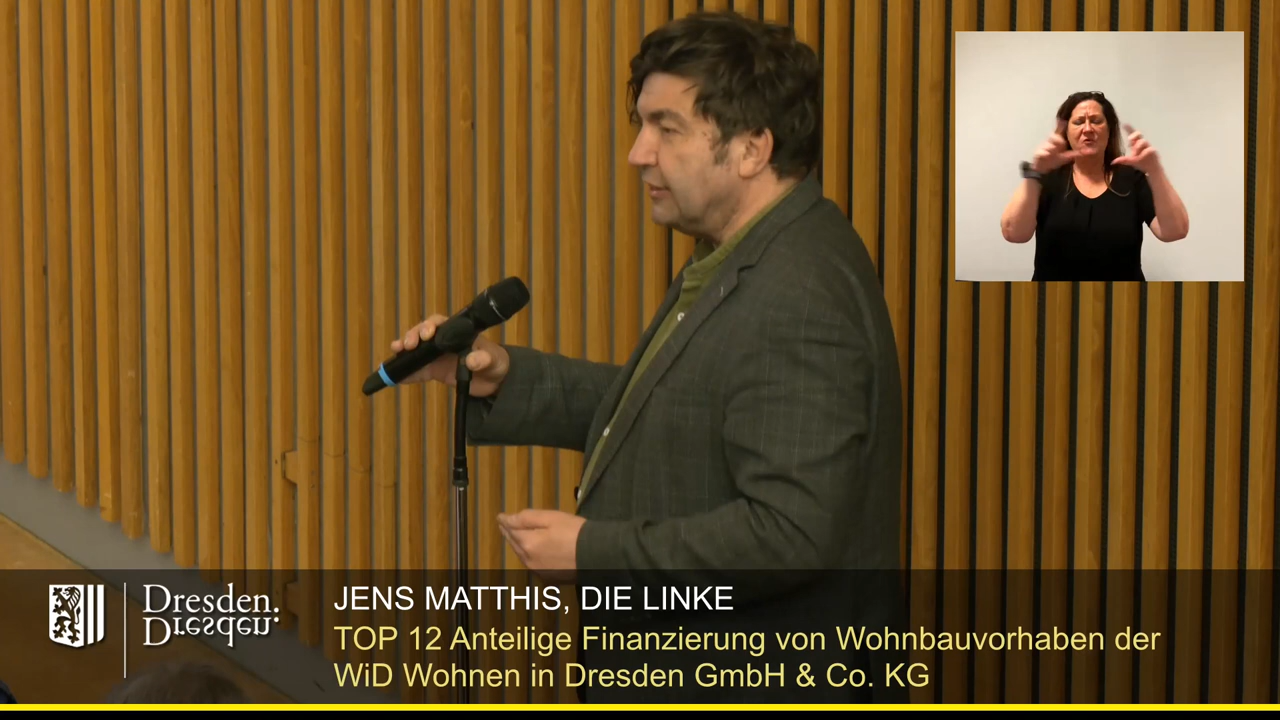 Dresden.
Dresden.
JENS MATTHIS, DIE LINKE
TOP 12 Anteilige Finanzierung von Wohnbauvorhaben der
WiD Wohnen in Dresden GmbH & Co. KG